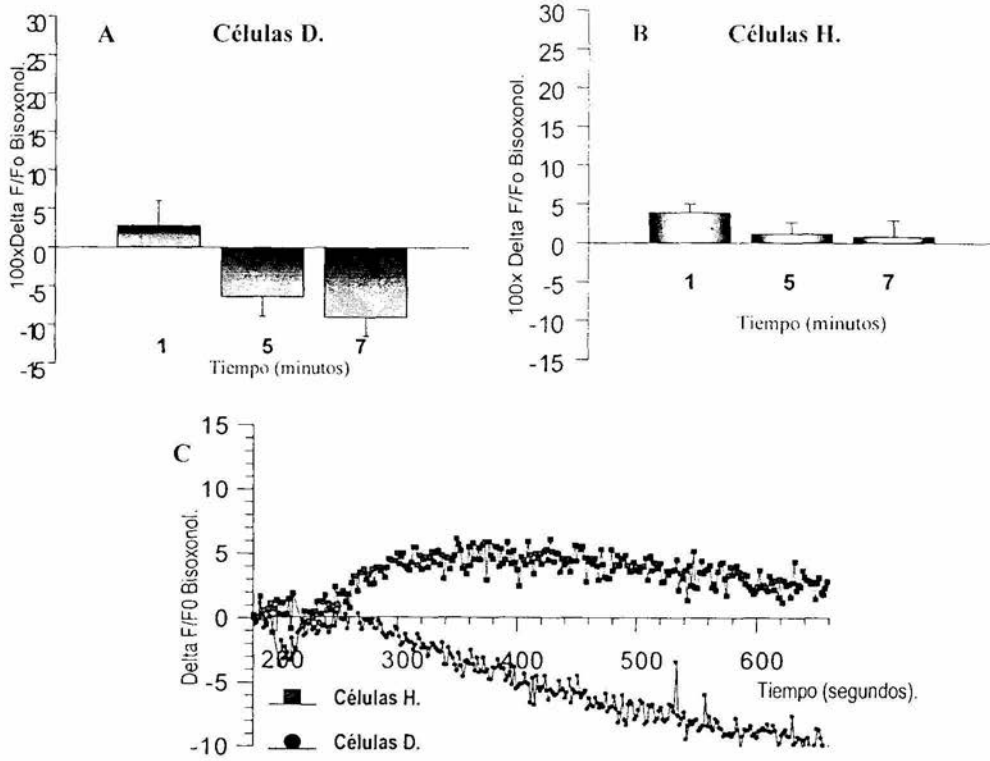 A
Células D.
30
25
20
15
10
5
0
-5
-10
-15
100xDelta F/Fo Bisoxonol.
1 5 7
Tiempo (minutos)
B
Células H.
30
25
20
15
10
5
0
-5
-10
-15
100x Delta F/Fo Bisoxonol.
1 5 7
Tiempo (minutos)
C
15
10
5
0
-5
-10
Delta F/F0 Bisoxonol.
200 300 400 500 600
Tiempo (segundos).
Células H.
Células D.